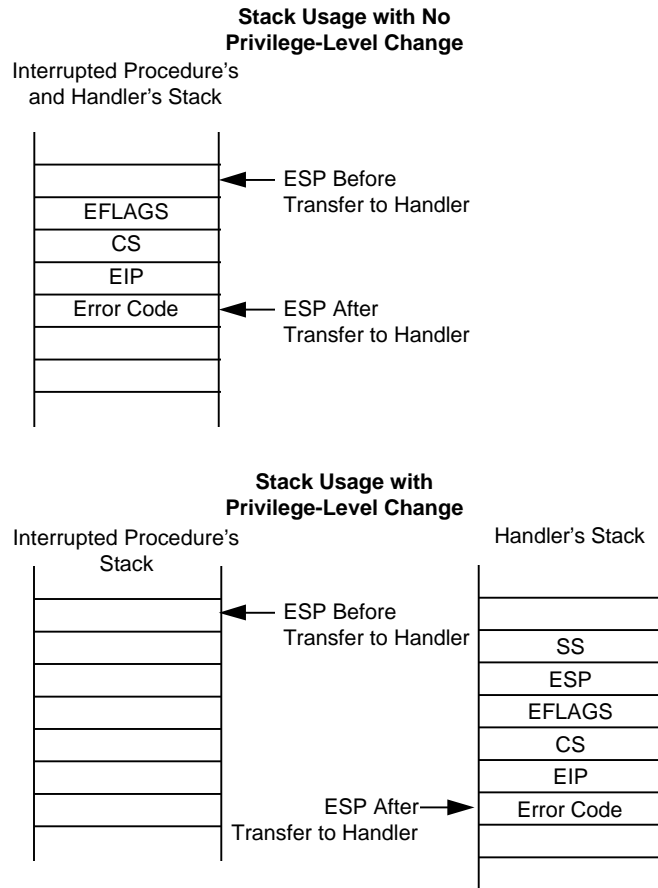 Stack Usage with No
Privilege-Level Change
Interrupted Procedure's
and Handler's Stack
ESP Before
Transfer to Handler
EFLAGS
CS
EIP
Error Code
ESP After
Transfer to Handler
Stack Usage with
Privilege-Level Change
Interrupted Procedure's
Stack
Handler's Stack
ESP Before
Transfer to Handler
SS
ESP
EFLAGS
CS
EIP
ESP After
Transfer to Handler
Error Code